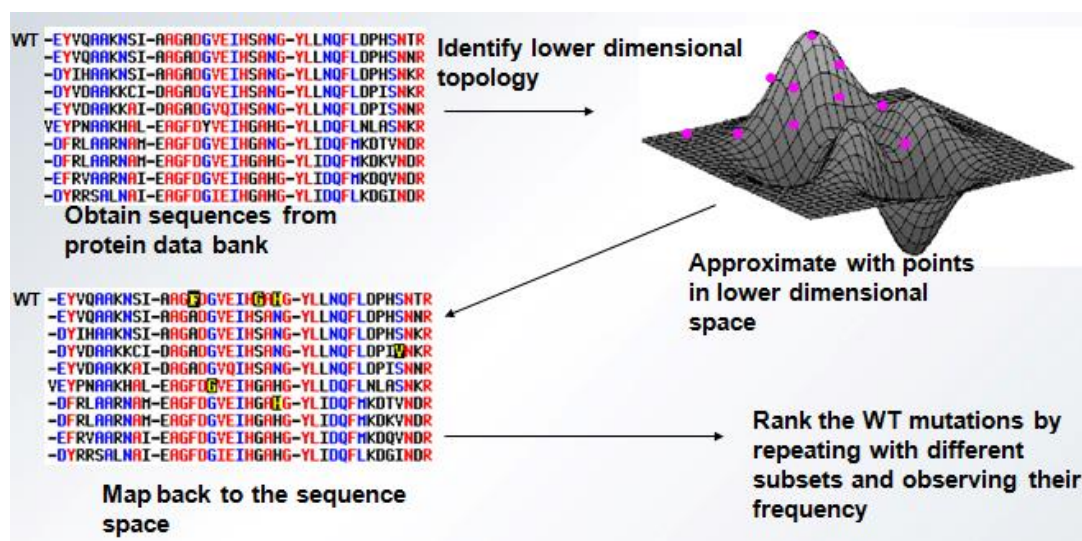 WT -EYVQAAKNSI-AAGADGVEIHSANG-YLLNQFLDPHSNTR
-EYVQAAKNSI-AAGADGVEIHSANG-YLLNQFLDPHSNNR
-DYIHAAKNSI-AAGADGVEIHSANG-YLLNQFLDPHSNKR
-DYVDAAKKCI-DAGADGVEIHSANG-YLLNQFLDPISNKR
-EYVDAAKKAI-DAGADGVQIHSANG-YLLNQFLDPISNNR
VEYPNAAKHAL-EAGFDYVEIHGAHG-YLLDQFLNLASNKR
-DFRLAARNAM-EAGFDGVEIHGAHG-YLIDQFMKDTVNDR
-DFRLAARNAM-EAGFDGVEIHGAHG-YLIDQFMKDKVNDR
-EFRVAARNAI-EAGFDGVEIHGAHG-YLIDQFMKDQVNDR
-DYRRSALNAI-EAGFDGIEIHGAHG-YLIDQFLKDGINDR
Obtain sequences from
protein data bank
Identify lower dimensional
topology
Approximate with points
in lower dimensional
space
WT -EYVQAAKNSI-AAGFDGVEIHGAHG-YLLNQFLDPHSNTR
-EYVQAAKNSI-AAGADGVEIHSANG-YLLNQFLDPHSNNR
-DYIHAAKNSI-AAGADGVEIHSANG-YLLNQFLDPHSNKR
-DYVDAAKKCI-DAGADGVEIHSANG-YLLNQFLDPIVNKR
-EYVDAAKKAI-DAGADGVQIHSANG-YLLNQFLDPISNNR
VEYPNAAKHAL-EAGFDGVEIHGAHG-YLLDQFLNLASNKR
-DFRLAARNAM-EAGFDGVEIHGAHG-YLIDQFMKDTVNDR
-DFRLAARNAM-EAGFDGVEIHGAHG-YLIDQFMKDKVNDR
-EFRVAARNAI-EAGFDGVEIHGAHG-YLIDQFMKDQVNDR
-DYRRSALNAI-EAGFDGIEIHGAHG-YLIDQFLKDGINDR
Map back to the sequence
space
Rank the WT mutations by
repeating with different
subsets and observing their
frequency